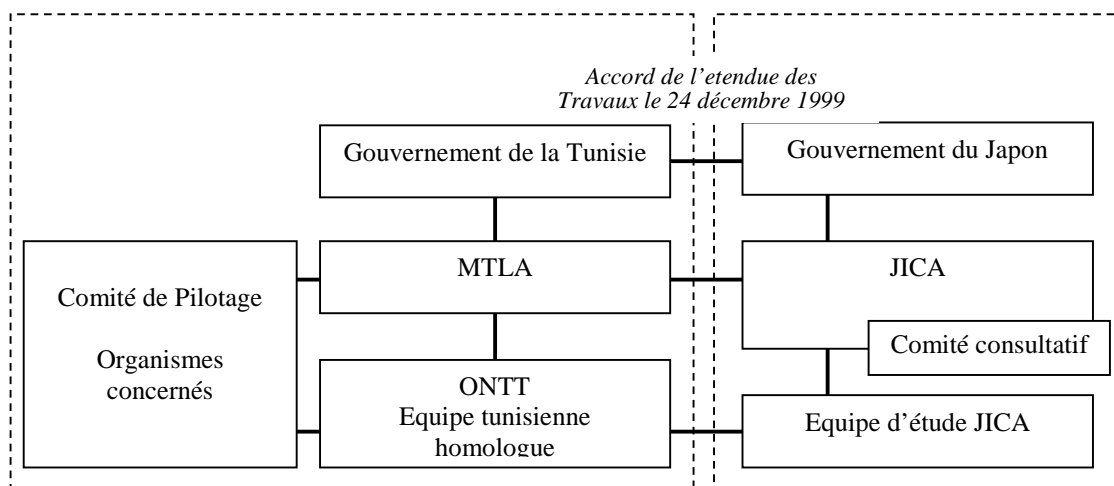 Accord de l'etendue des
Travaux le 24 décembre 1999
Gouvernement de la Tunisie
Gouvernement du Japon
MTLA
JICA
Comité de Pilotage
Organismes
concernés
Comité consultatif
ONTT
Equipe tunisienne
homologue
Equipe d'étude JICA